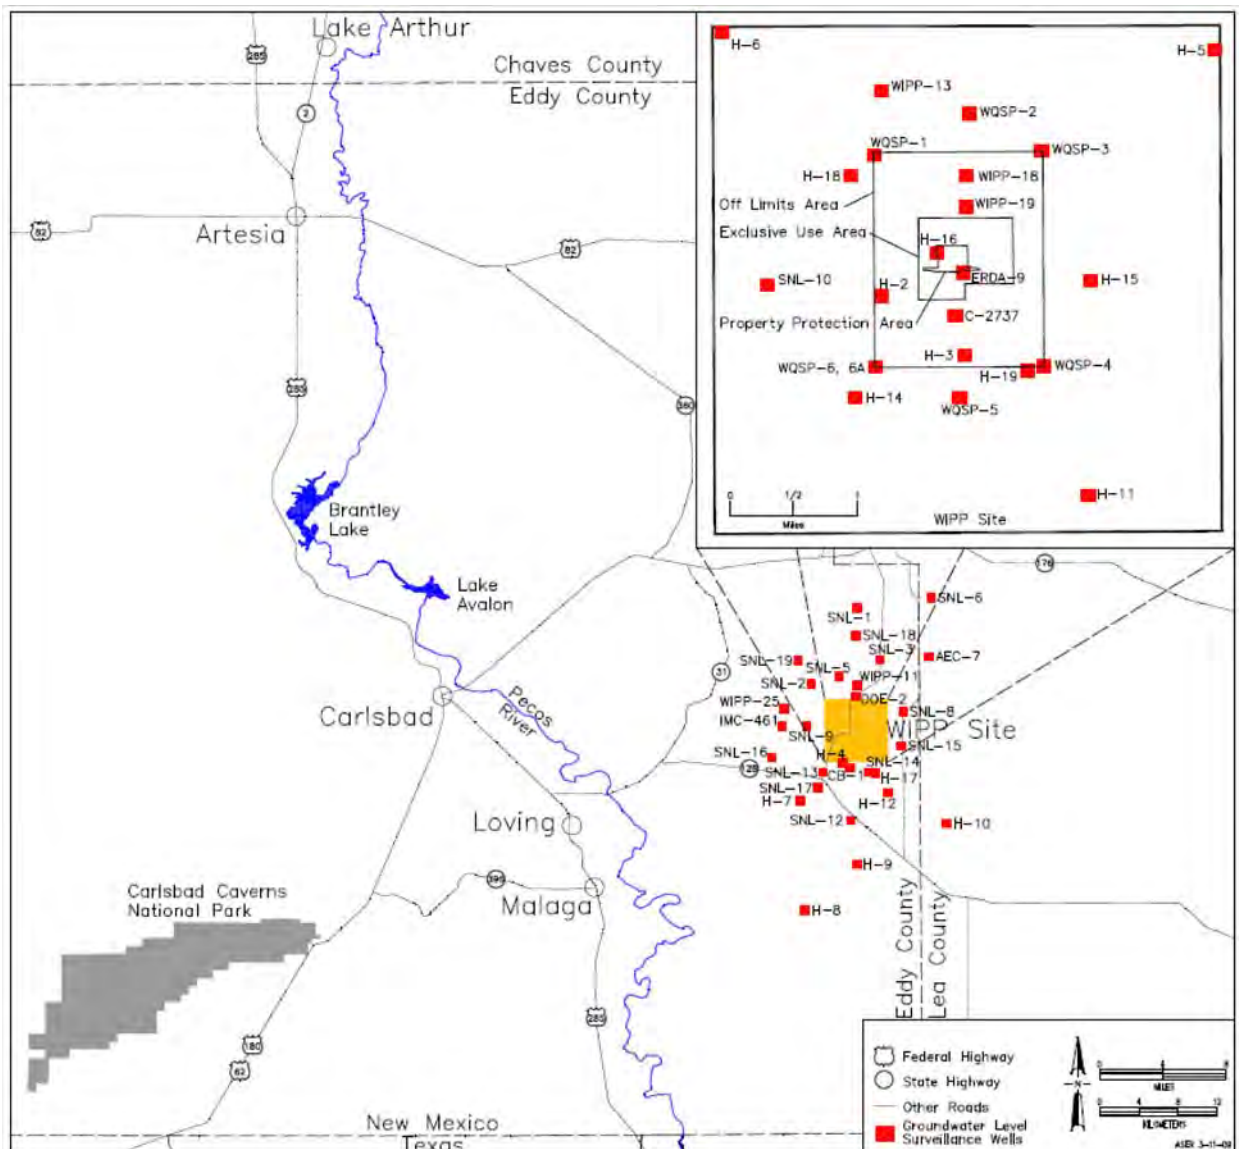 Lake Arthur
285
Chaves County
Eddy County
2
82
Artesia
82
285
360
Brantley
Lake
Lake
Avalon
Carlsbad
Pecos
River
31
Loving
Malaga
Carlsbad Caverns
National Park
285
180
62
New Mexico
Texas
H-6
H-5
WIPP-13
WQSP-2
WQSP-1
WQSP-3
H-18
WIPP-18
Off Limits Area
WIPP-19
Exclusive Use Area
H-16
SNL-10
H-2
ERDA-9
H-15
Property Protection Area
C-2737
H-3
WQSP-6, 6A
H-19
WQSP-4
H-14
WQSP-5
H-11
0
1/2
1
Miles
WIPP Site
176
SNL-6
SNL-1
SNL-18
SNL-3
AEC-7
SNL-19
SNL-5
WIPP-11
SNL-2
DOE-2
WIPP-25
SNL-8
IMC-461
SNL-9
WIPP Site
SNL-15
SNL-16
H-4
SNL-14
128
SNL-13
CB-1
H-17
SNL-17
H-7
H-12
SNL-12
H-10
H-9
H-8
Eddy County
Lea County
Federal Highway
State Highway
Other Roads
Groundwater Level
Surveillance Wells
N
MILES
0 4 8 12
KILOMETERS